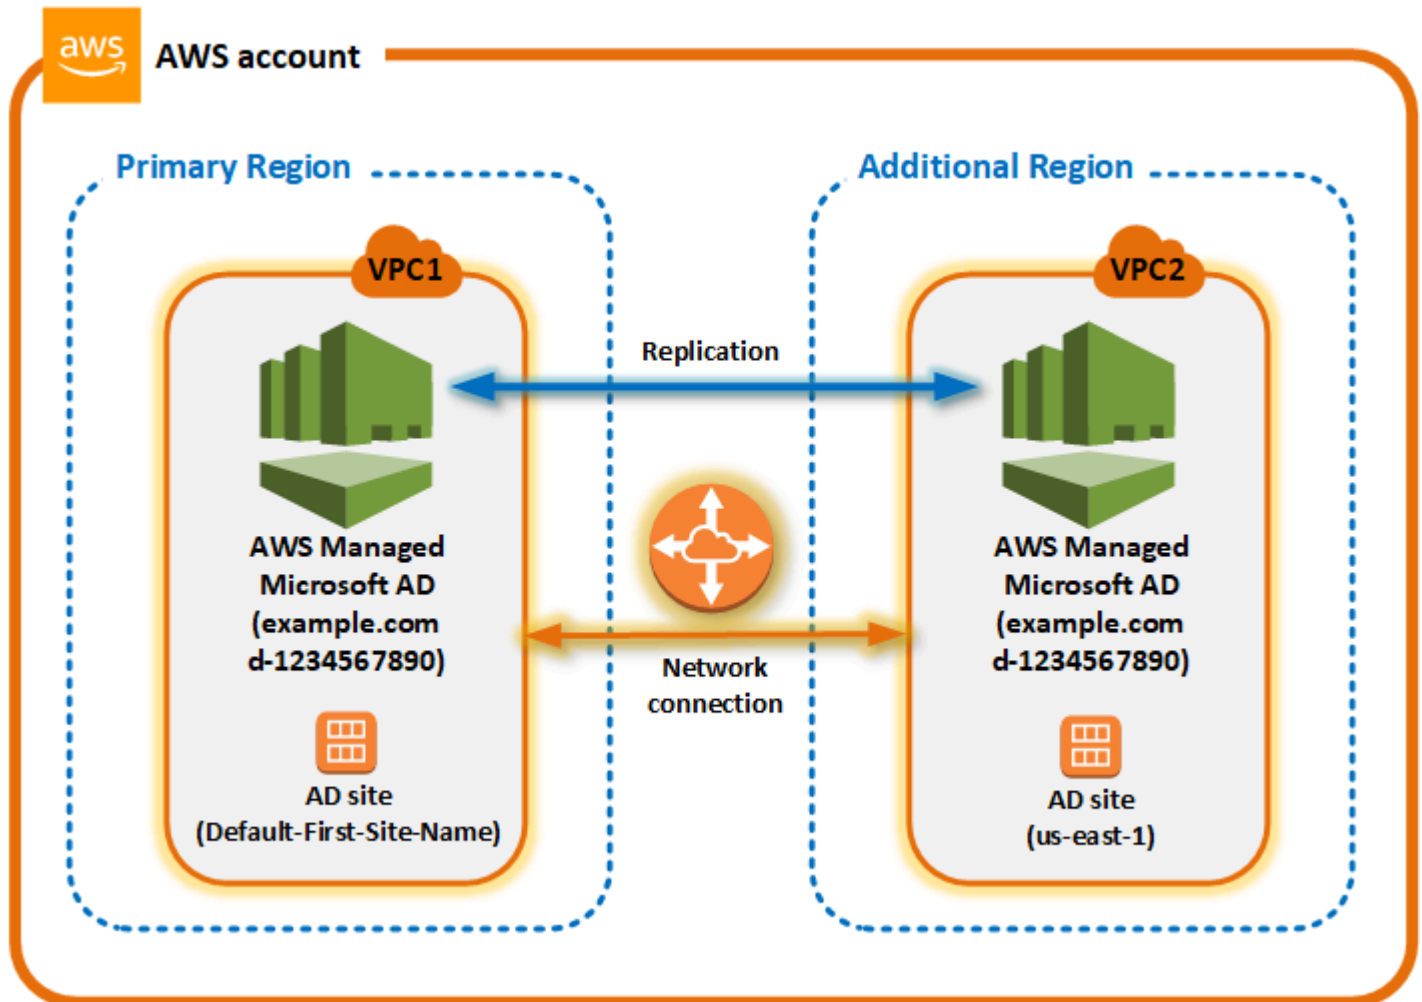 aws
AWS account
Primary Region
Additional Region
VPC1
VPC2
Replication
AWS Managed
Microsoft AD
(example.com
d-1234567890)
AWS Managed
Microsoft AD
(example.com
d-1234567890)
Network
connection
AD site
(Default-First-Site-Name)
AD site
(us-east-1)